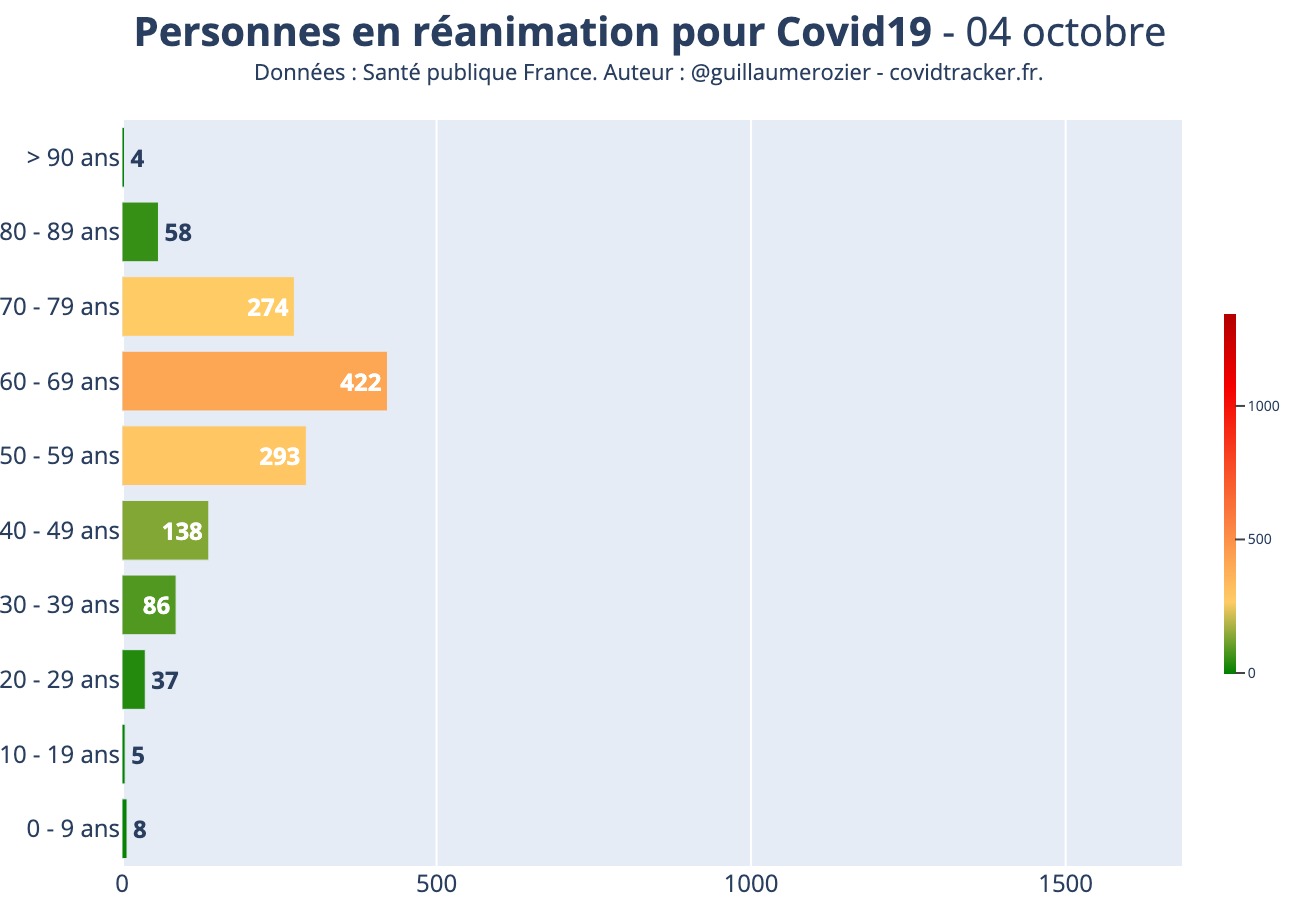 Personnes en réanimation pour Covid19 - 04 octobre
Données : Santé publique France. Auteur : @guillaumerozier - covidtracker.fr.
> 90 ans 4
80 - 89 ans 58
70 - 79 ans 274
60 - 69 ans 422
50 - 59 ans 293
40 - 49 ans 138
30 - 39 ans 86
20 - 29 ans 37
10 - 19 ans 5
0 - 9 ans 8
0 500 1000 1500
1000
500
0